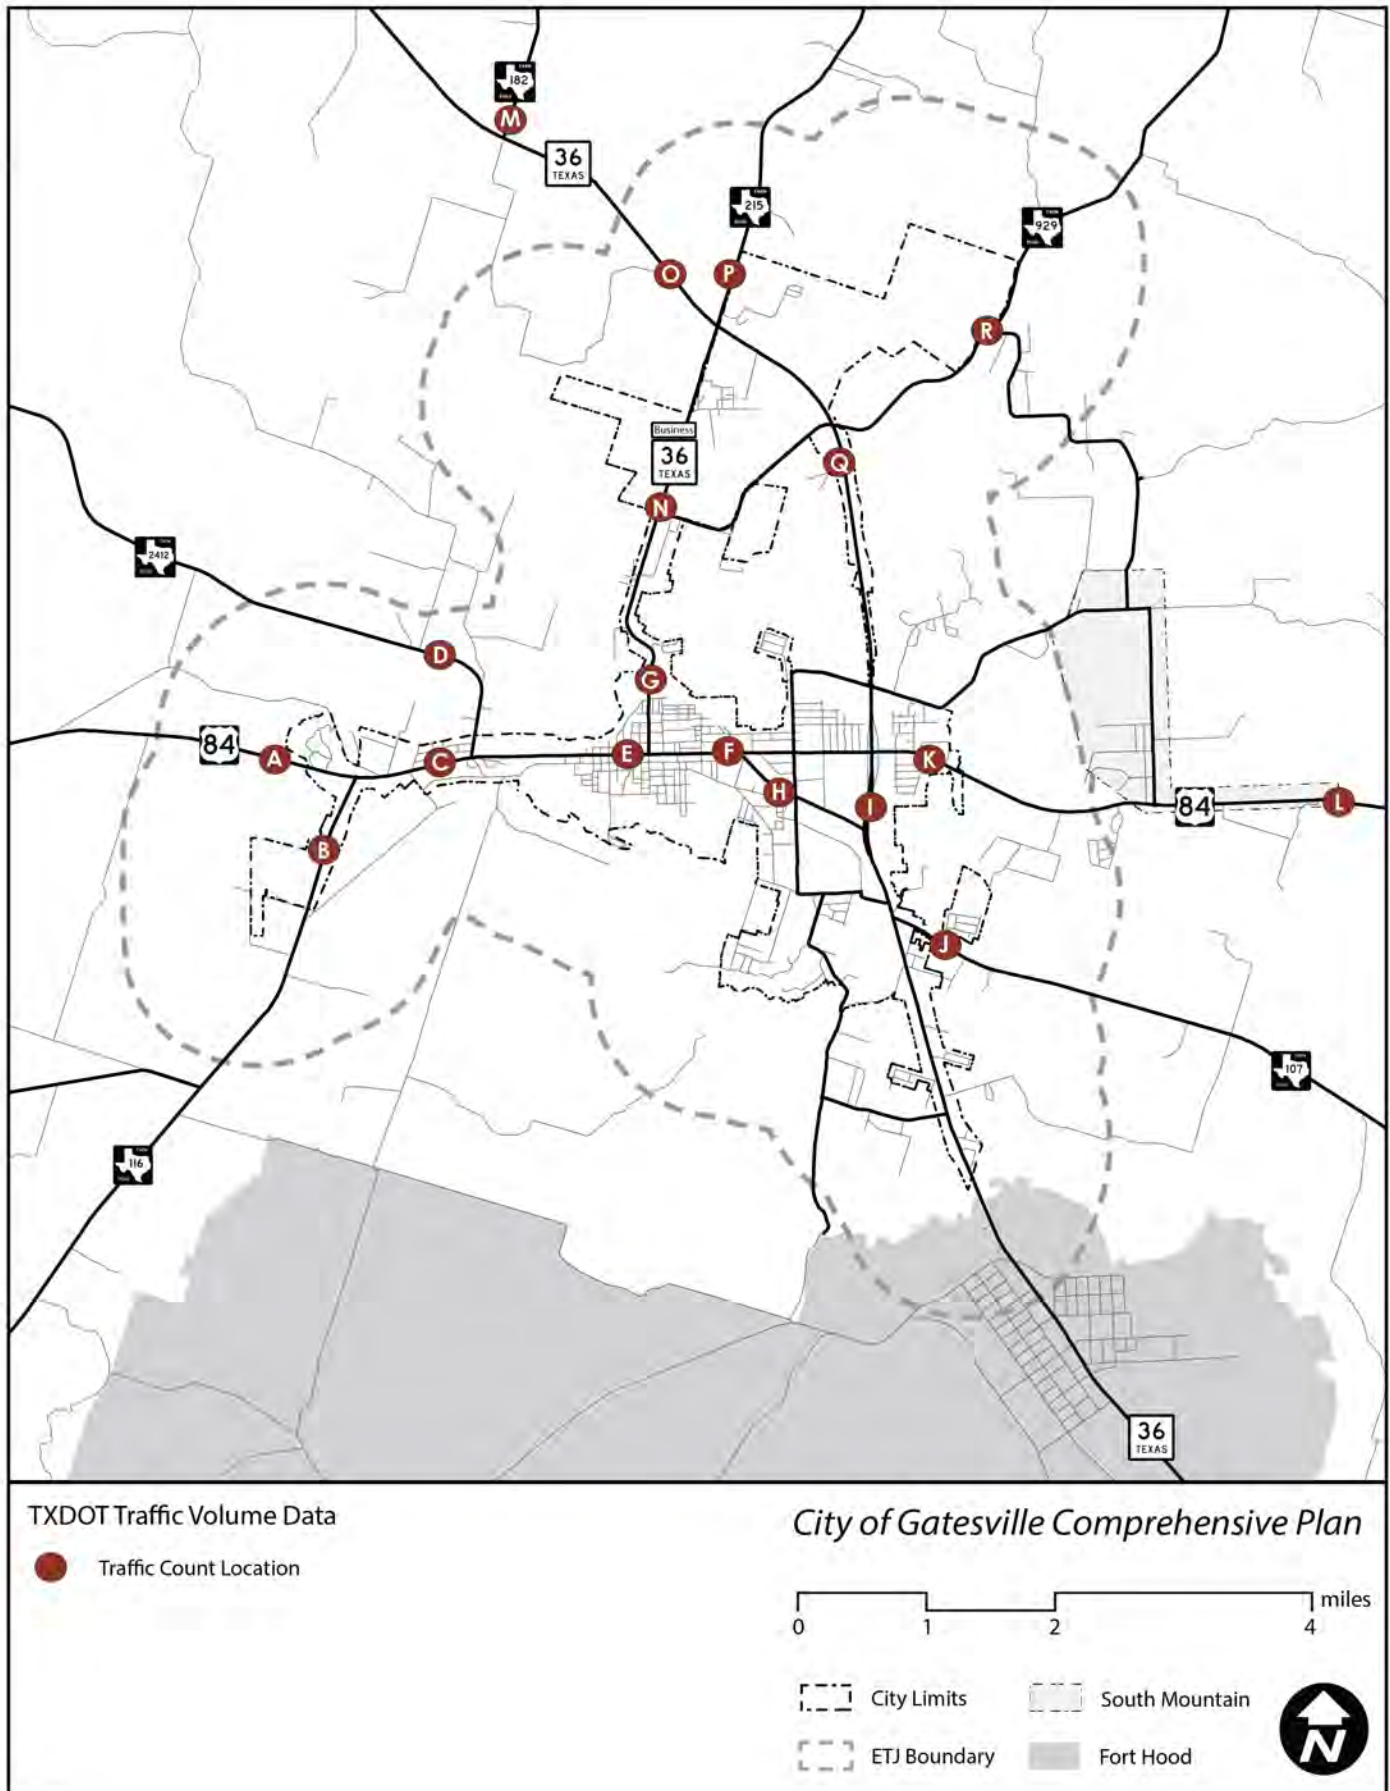 182
M
36
TEXAS
215
929
O
P
R
Business
36
TEXAS
Q
N
2412
D
G
84
A
C
E
F
K
H
I
84
L
B
J
107
116
36
TEXAS
TXDOT Traffic Volume Data
Traffic Count Location
City of Gatesville Comprehensive Plan
miles
0 1 2 4
City Limits
South Mountain
ETJ Boundary
Fort Hood
N